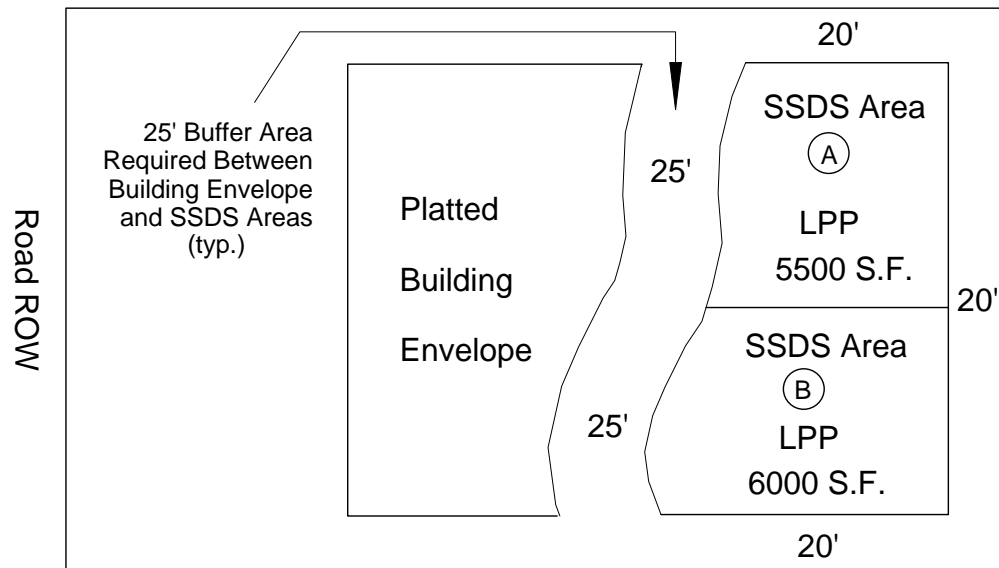 20'
25' Buffer Area
Required Between
Building Envelope
and SSDS Areas
(typ.)
Road ROW
Platted
Building
Envelope
25'
25'
SSDS Area
A
LPP
5500 S.F.
20'
SSDS Area
B
LPP
6000 S.F.
20'